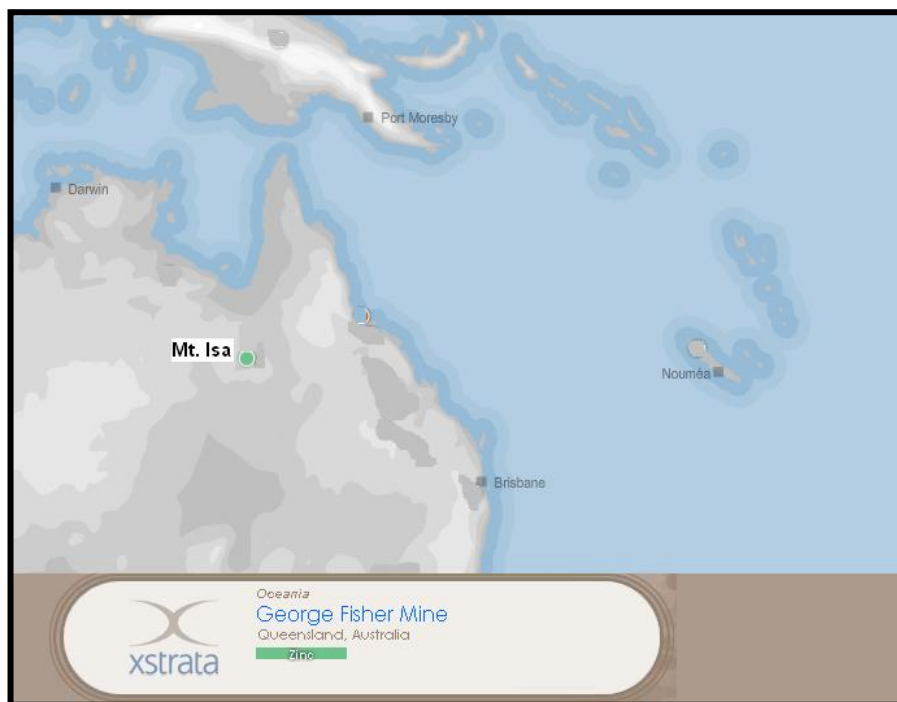 Port Moresby
Darwin
Mt. Isa
Nouméa
Brisbane
Oceania
George Fisher Mine
Queensland, Australia
Zinc
xstrata